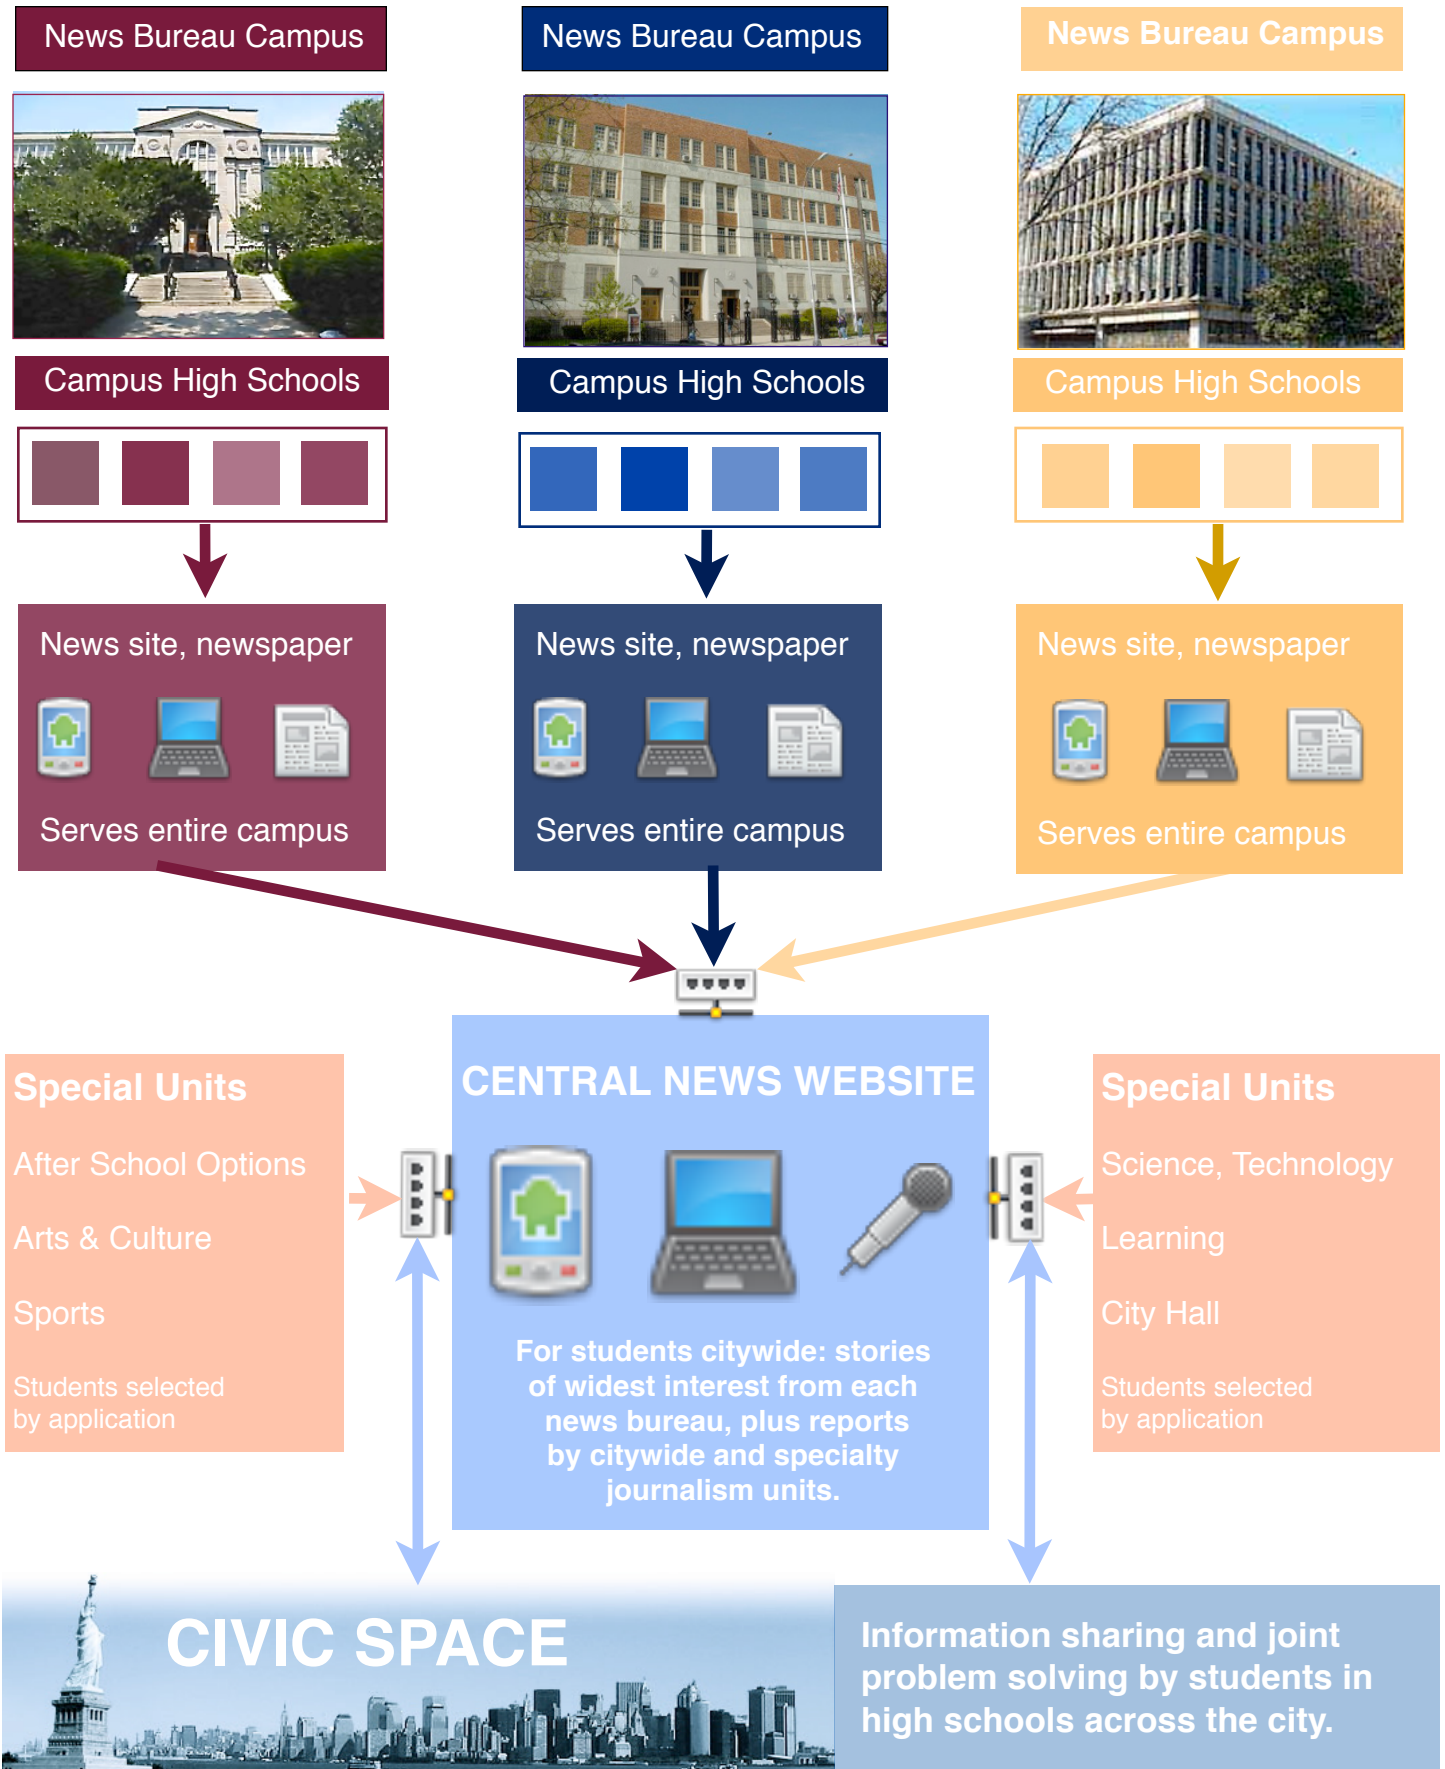 News Bureau Campus
News Bureau Campus
News Bureau Campus
Campus High Schools
Campus High Schools
Campus High Schools
News site, newspaper
Serves entire campus
News site, newspaper
Serves entire campus
News site, newspaper
Serves entire campus
Special Units
After School Options
Arts & Culture
Sports
Students selected
by application
CENTRAL NEWS WEBSITE
For students citywide: stories
of widest interest from each
news bureau, plus reports
by citywide and specialty
journalism units.
Special Units
Science, Technology
Learning
City Hall
Students selected
by application
CIVIC SPACE
Information sharing and joint
problem solving by students in
high schools across the city.